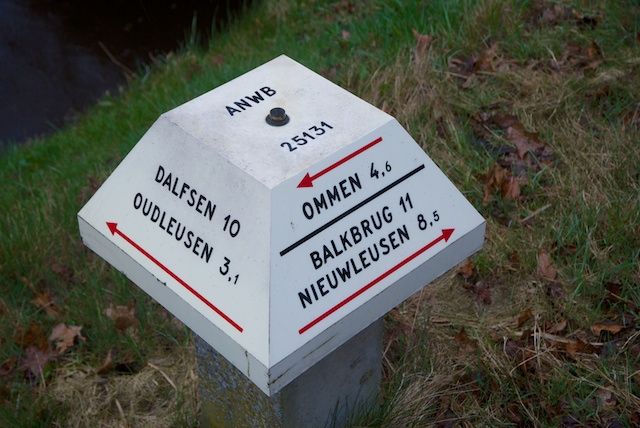 ANWB
25131
DALFSEN 10
OUDLEUSEN 3,1
OMMEN 4,6
BALKBRUG 11
NIEUWLEUSEN 8,5